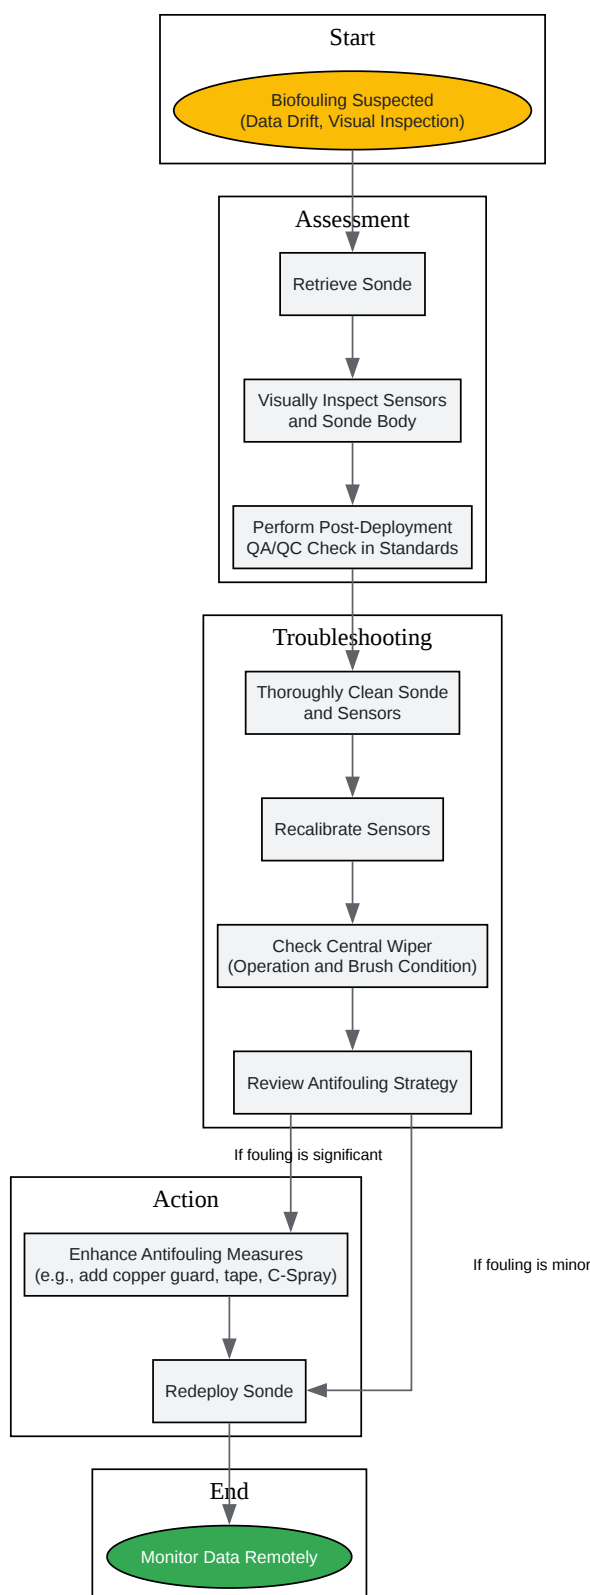 Start
Biofouling Suspected
(Data Drift, Visual Inspection)
Assessment
Retrieve Sonde
Visually Inspect Sensors
and Sonde Body
Perform Post-Deployment
QA/QC Check in Standards
Troubleshooting
Thoroughly Clean Sonde
and Sensors
Recalibrate Sensors
Check Central Wiper
(Operation and Brush Condition)
Review Antifouling Strategy
If fouling is significant
Action
Enhance Antifouling Measures
(e.g., add copper guard, tape, C-Spray)
If fouling is minor
Redeploy Sonde
End
Monitor Data Remotely